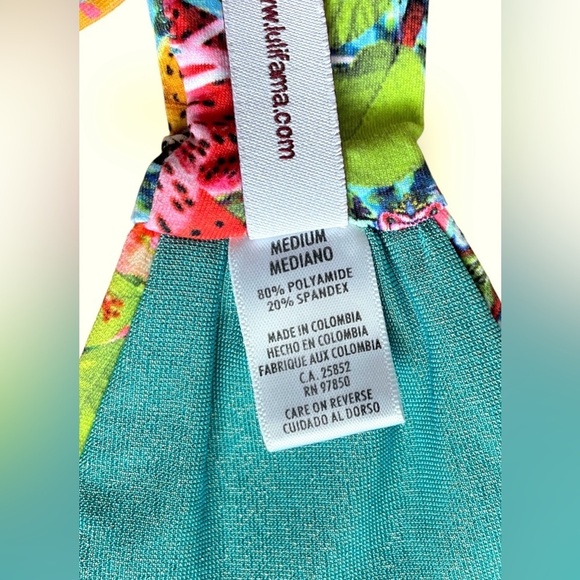 www.lulifama.com
MEDIUM
MEDIANO
80% POLYAMIDE
20% SPANDEX
MADE IN COLOMBIA
HECHO EN COLOMBIA
FABRIQUE AUX COLOMBIA
C.A. 25852
RN 97850
CARE ON REVERSE
CUIDADO AL DORSO